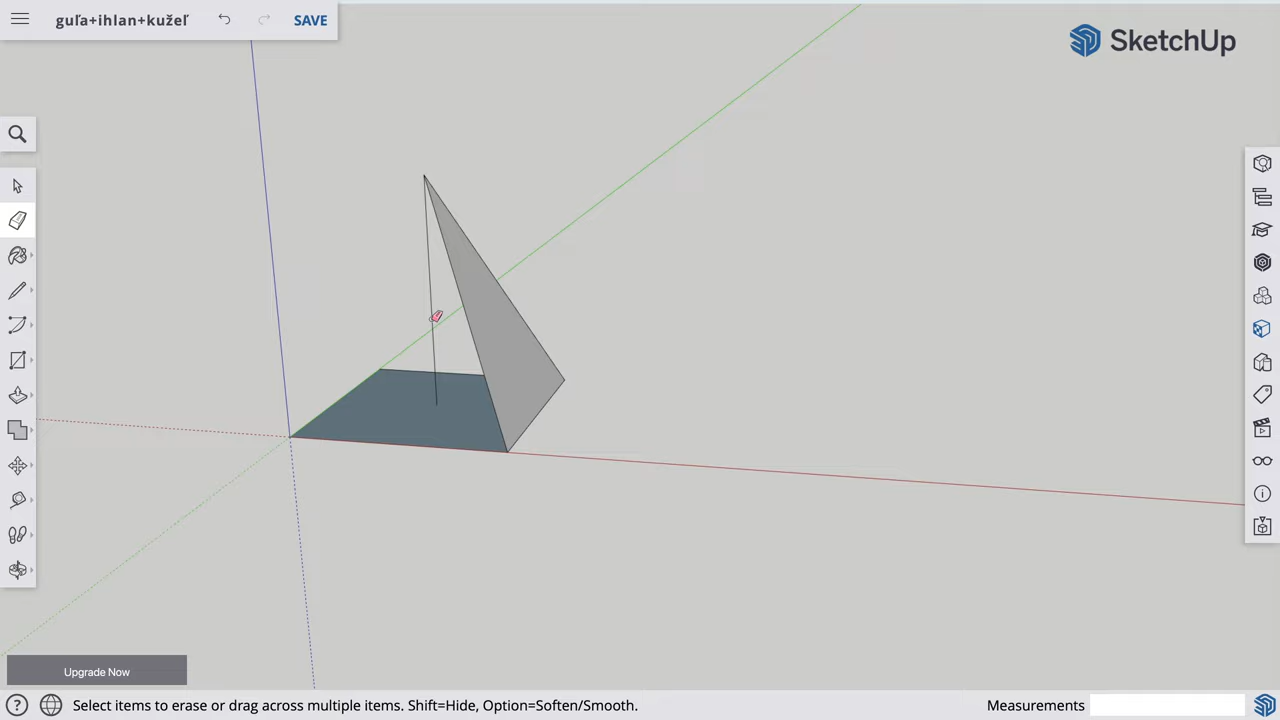 guľa+ihlan+kužeľ
SAVE
SketchUp
Upgrade Now
Select items to erase or drag across multiple items. Shift=Hide, Option=Soften/Smooth.
Measurements